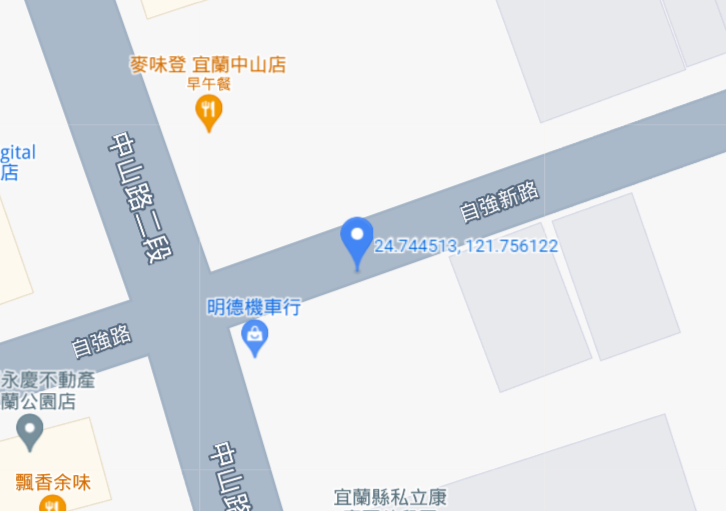 麥味登 宜蘭中山店
早午餐
gital
店
中山路二段
自強新路
24.744513, 121.756122
明德機車行
自強路
永慶不動產
蘭公園店
中山路
飄香余味
宜蘭縣私立康